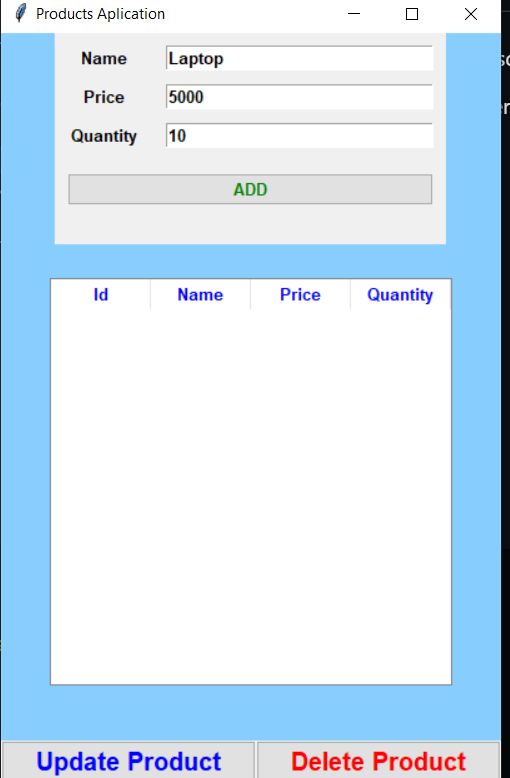 Products Aplication
Name Laptop
Price 5000
Quantity 10
ADD
Id Name Price Quantity
Update Product Delete Product